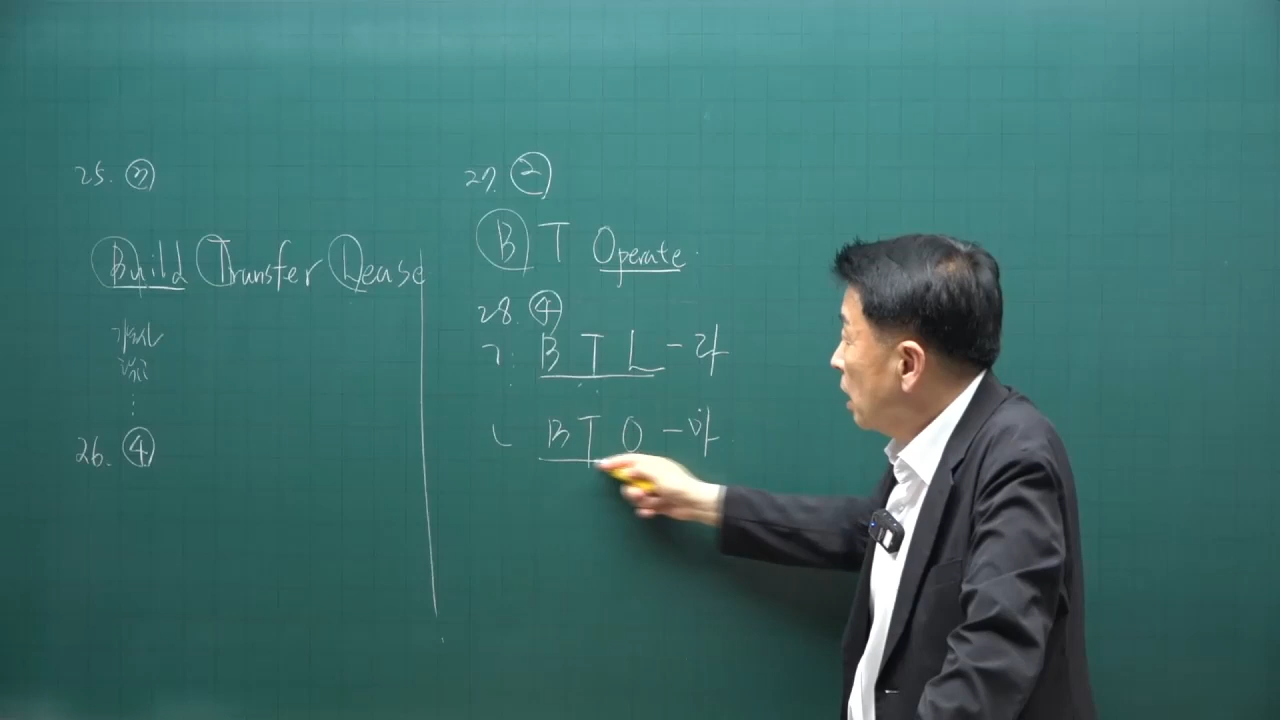 25. ②
Build Transfer Lease
26. ④
27. ②
B T Operate
28. ④
ㄱ: B T L - 라
ㄴ B T O - 마